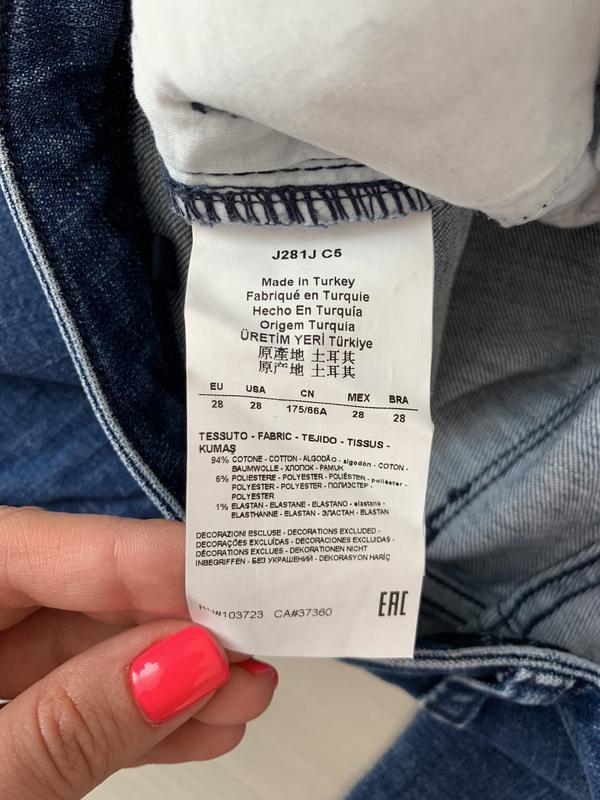 J281J C5
Made in Turkey
Fabriqué en Turquie
Hecho En Turquía
Origem Turquia
ÜRETİM YERİ Türkiye
原產地 土耳其
原产地 土耳其
EU USA CN MEX BRA
28 28 175/66A 28 28
TESSUTO - FABRIC - TEJIDO - TISSUS -
KUMAŞ
94% COTONE - COTTON - ALGODÃO - algodón - COTON -
BAUMWOLLE - ХЛОПОК - PAMUK
5% POLIESTERE - POLYESTER - POLIÉSTER - poliéster -
POLYESTER - POLYESTER - ПОЛИЭСТЕР -
POLYESTER
1% ELASTAN - ELASTANE - ELASTANO - elastano -
ELASTHANNE - ELASTAN - ЭЛАСТАН - ELASTAN
DECORAZIONI ESCLUSE - DECORATIONS EXCLUDED -
DECORAÇÕES EXCLUÍDAS - DECORACIONES EXCLUIDAS -
DÉCORATIONS EXCLUES - DEKORATIONEN NICHT
INBEGRIFFEN - БЕЗ УКРАШЕНИЙ - DEKORASYON HARİÇ
RN#103723 CA#37360 EAC